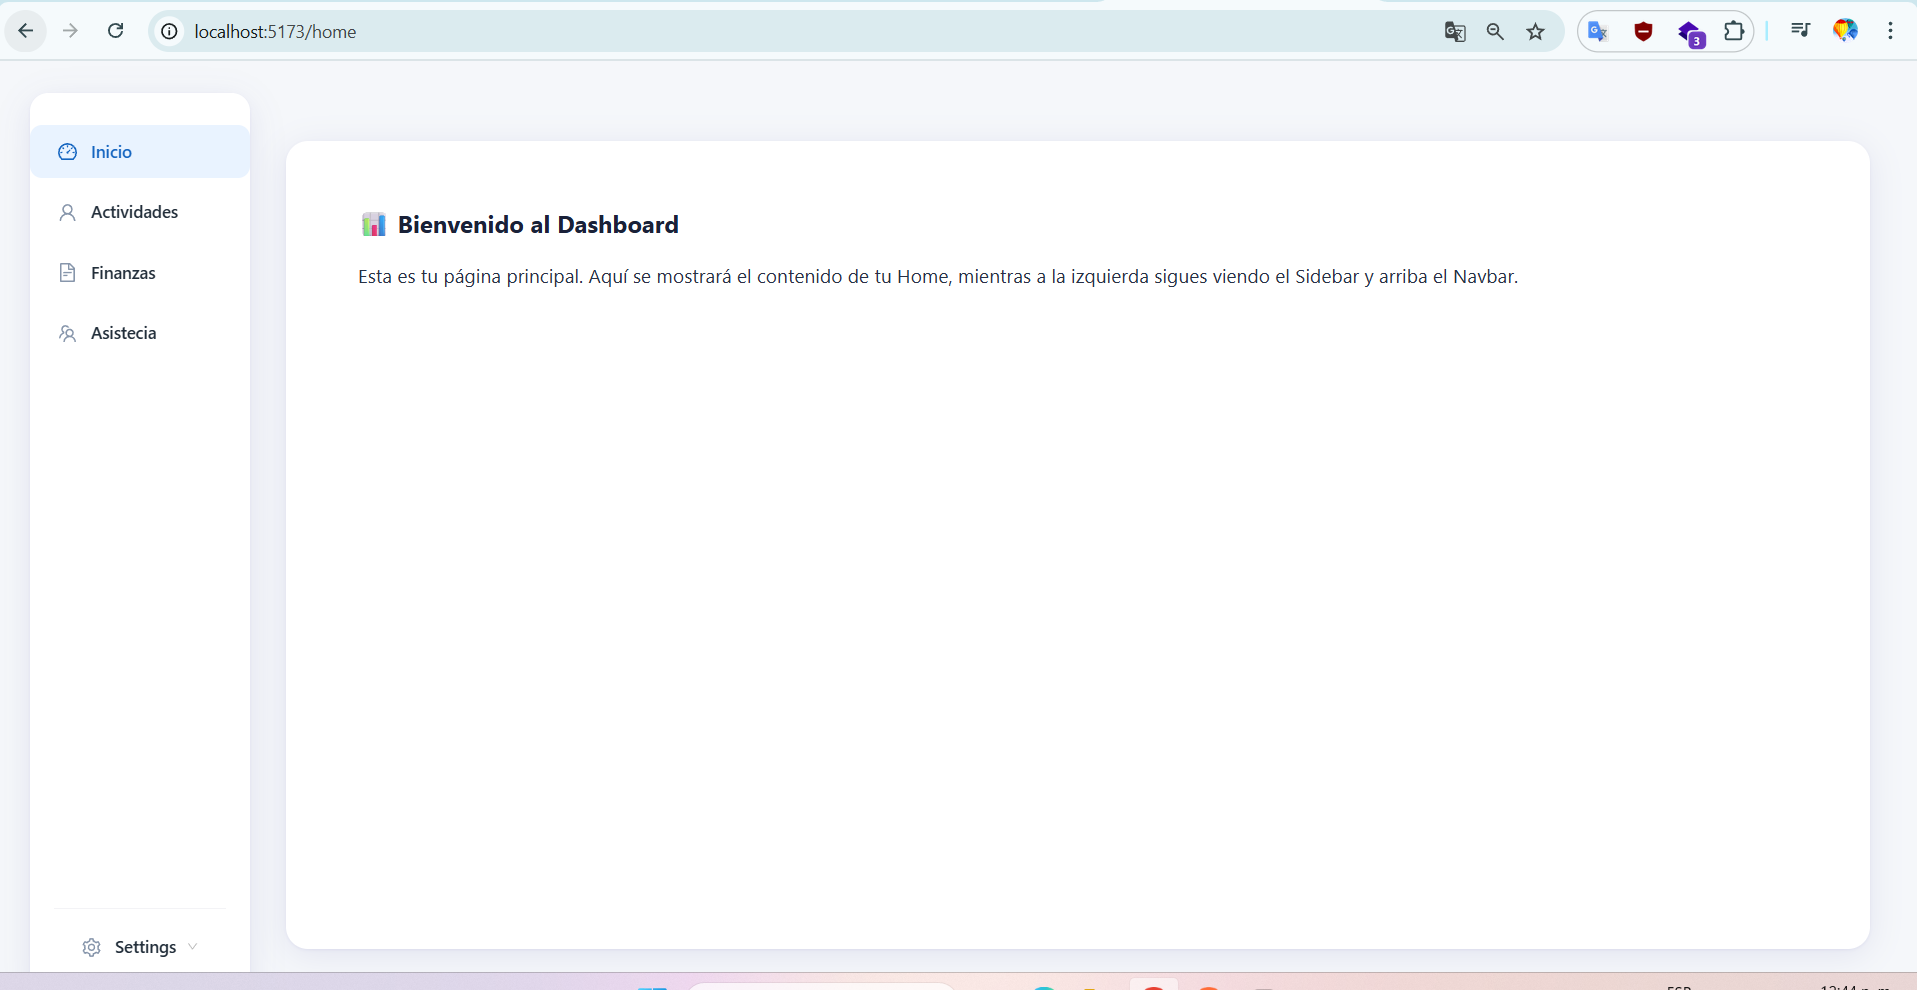 localhost:5173/home
3
Inicio
Actividades
Finanzas
Asistecia
Settings
Bienvenido al Dashboard
Esta es tu página principal. Aquí se mostrará el contenido de tu Home, mientras a la izquierda sigues viendo el Sidebar y arriba el Navbar.